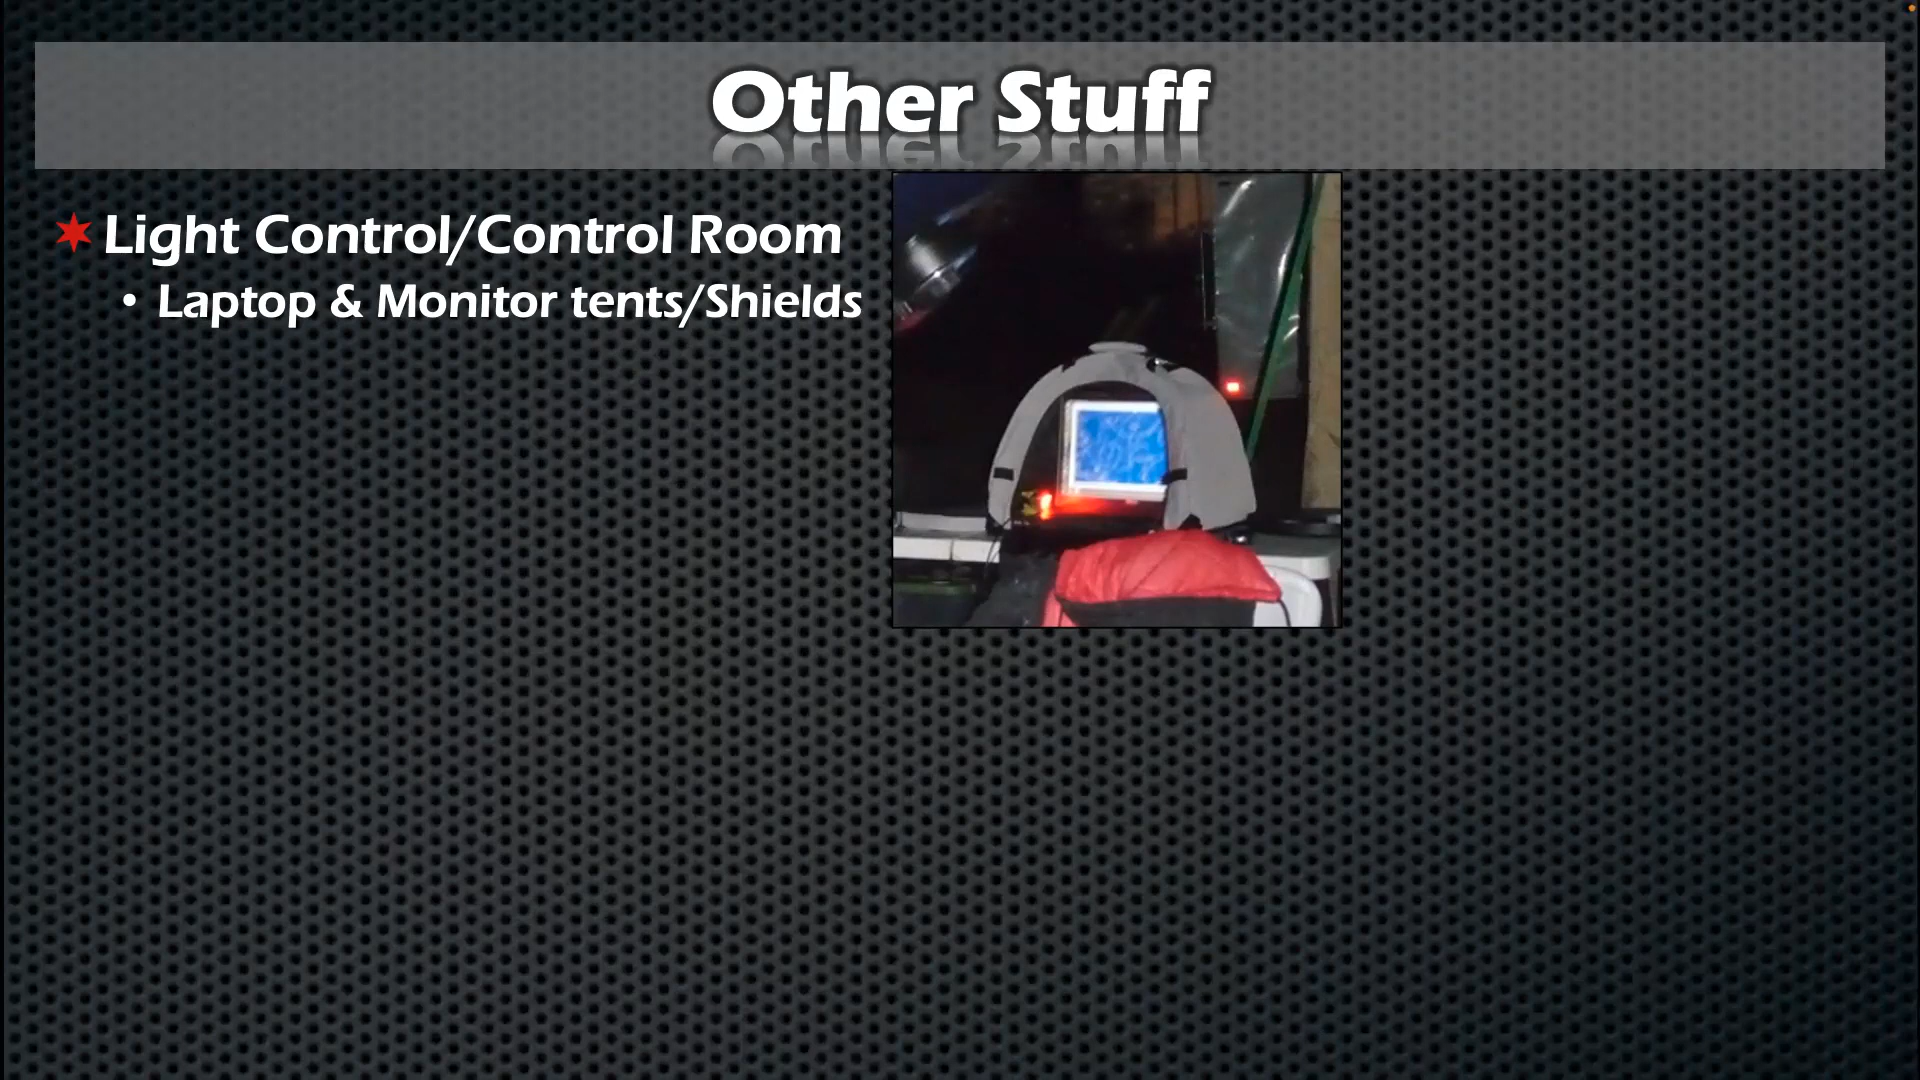 Other Stuff
Light Control/Control Room
• Laptop & Monitor tents/Shields